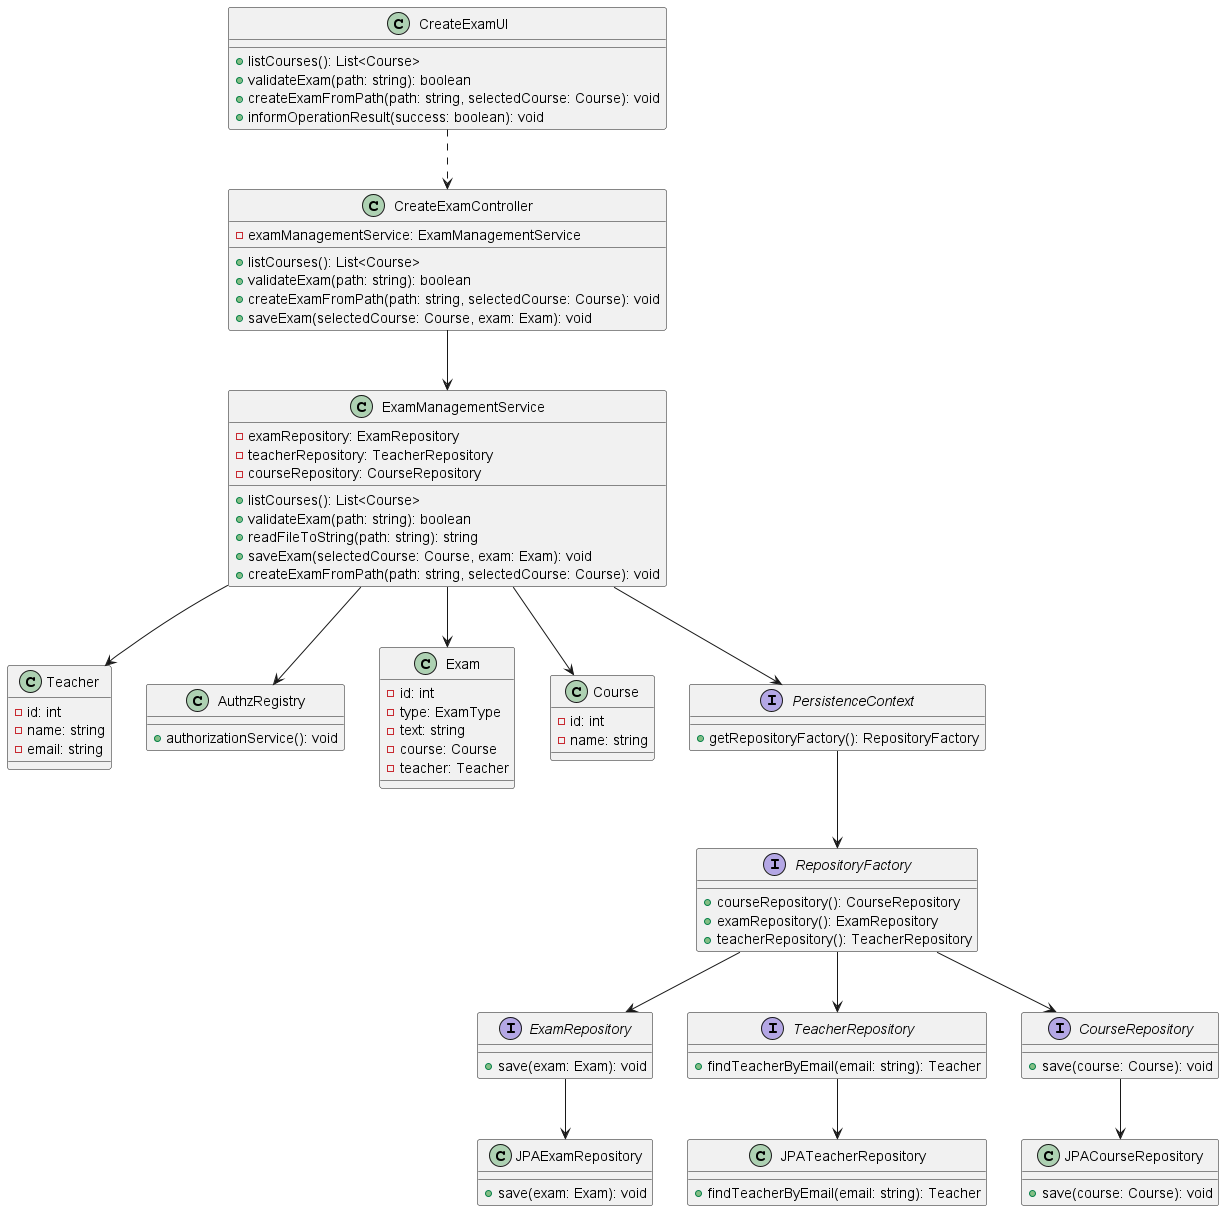 CreateExamUI
listCourses(): List<Course>
validateExam(path: string): boolean
createExamFromPath(path: string, selectedCourse: Course): void
informOperationResult(success: boolean): void
CreateExamController
examManagementService: ExamManagementService
listCourses(): List<Course>
validateExam(path: string): boolean
createExamFromPath(path: string, selectedCourse: Course): void
saveExam(selectedCourse: Course, exam: Exam): void
ExamManagementService
examRepository: ExamRepository
teacherRepository: TeacherRepository
courseRepository: CourseRepository
listCourses(): List<Course>
validateExam(path: string): boolean
readFileToString(path: string): string
saveExam(selectedCourse: Course, exam: Exam): void
createExamFromPath(path: string, selectedCourse: Course): void
Teacher
id: int
name: string
email: string
AuthzRegistry
authorizationService(): void
Exam
id: int
type: ExamType
text: string
course: Course
teacher: Teacher
Course
id: int
name: string
PersistenceContext
getRepositoryFactory(): RepositoryFactory
RepositoryFactory
courseRepository(): CourseRepository
examRepository(): ExamRepository
teacherRepository(): TeacherRepository
ExamRepository
save(exam: Exam): void
TeacherRepository
findTeacherByEmail(email: string): Teacher
CourseRepository
save(course: Course): void
JPAExamRepository
save(exam: Exam): void
JPATeacherRepository
findTeacherByEmail(email: string): Teacher
JPACourseRepository
save(course: Course): void